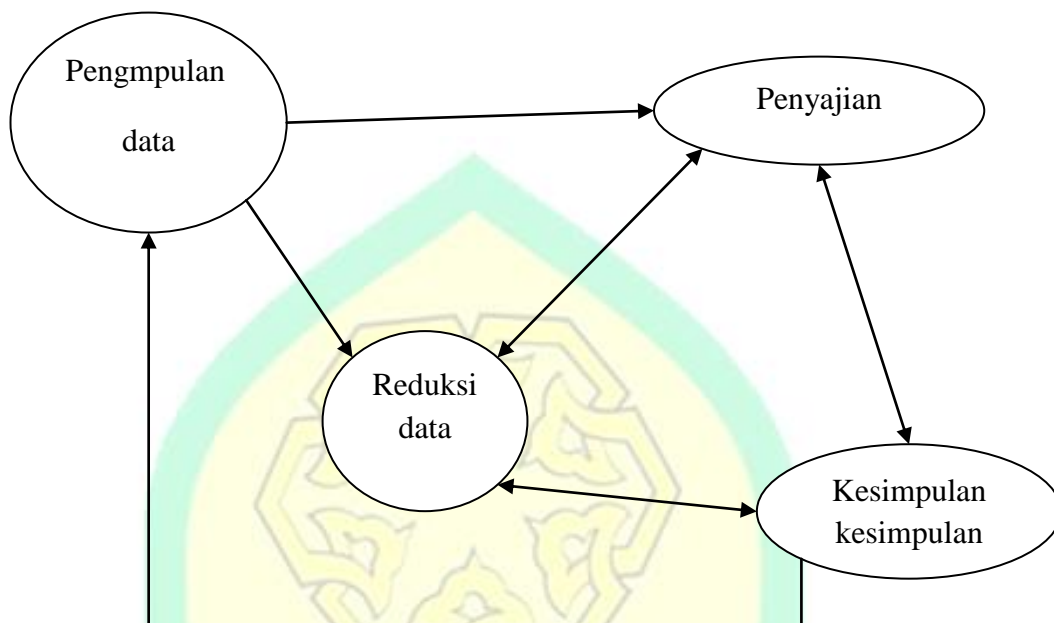 Pengmpulan
data
Penyajian
Reduksi
data
Kesimpulan
kesimpulan